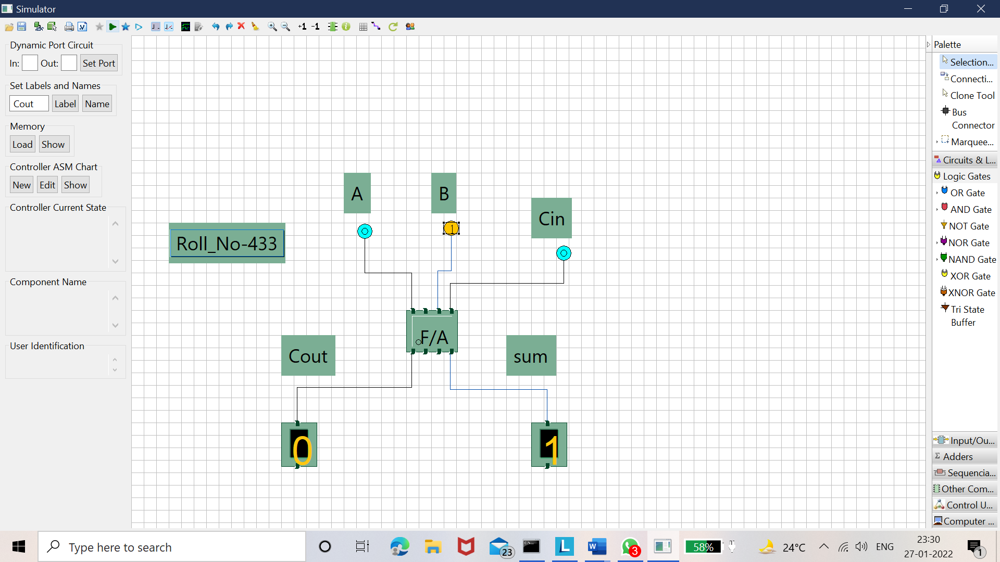 Simulator
+1 -1
Dynamic Port Circuit
In: Out: Set Port
Set Labels and Names
Cout Label Name
Memory
Load Show
Controller ASM Chart
New Edit Show
Controller Current State
Component Name
User Identification
A
B
Cin
1
Roll_No-433
F/A
Cout
sum
0
1
Palette
Selection...
Connecti...
Clone Tool
Bus
Connector
Marquee...
Circuits & L...
Logic Gates
OR Gate
AND Gate
NOT Gate
NOR Gate
NAND Gate
XOR Gate
XNOR Gate
Tri State
Buffer
Input/Ou...
Σ Adders
Sequencia...
Other Com...
Control U...
Computer ...
Type here to search
23
L
W
3
58%
24°C
ENG
23:30
27-01-2022
1